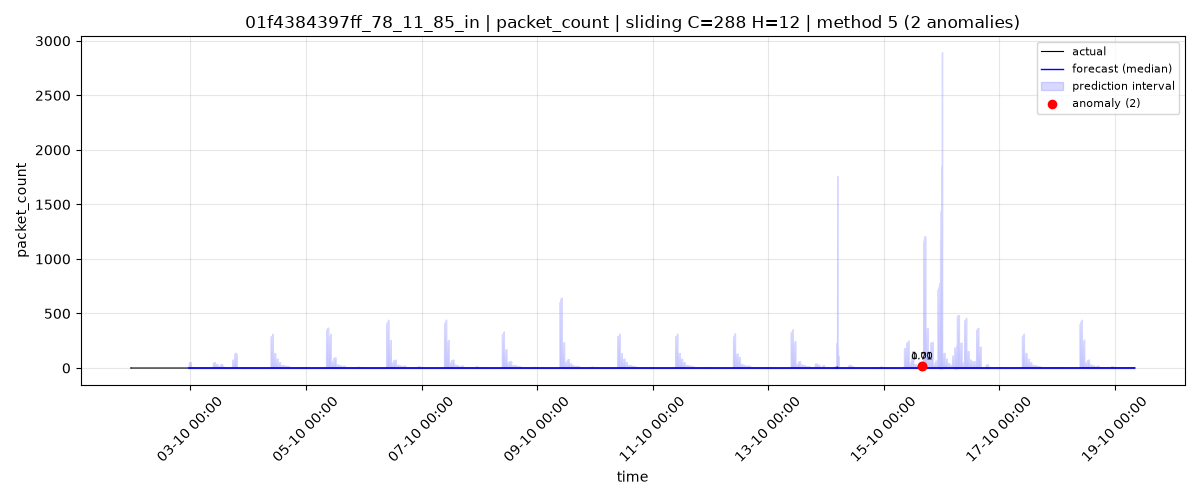 01f4384397ff_78_11_85_in | packet_count | sliding C=288 H=12 | method 5 (2 anomalies)
packet_count
3000
2500
2000
1500
1000
500
0
actual
forecast (median)
prediction interval
anomaly (2)
03-10 00:00
05-10 00:00
07-10 00:00
09-10 00:00
11-10 00:00
13-10 00:00
15-10 00:00
17-10 00:00
19-10 00:00
time